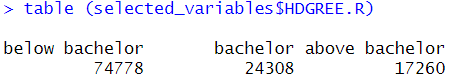 > table (selected_variables$HDGREE.R)
below bachelor bachelor above bachelor
74778 24308 17260